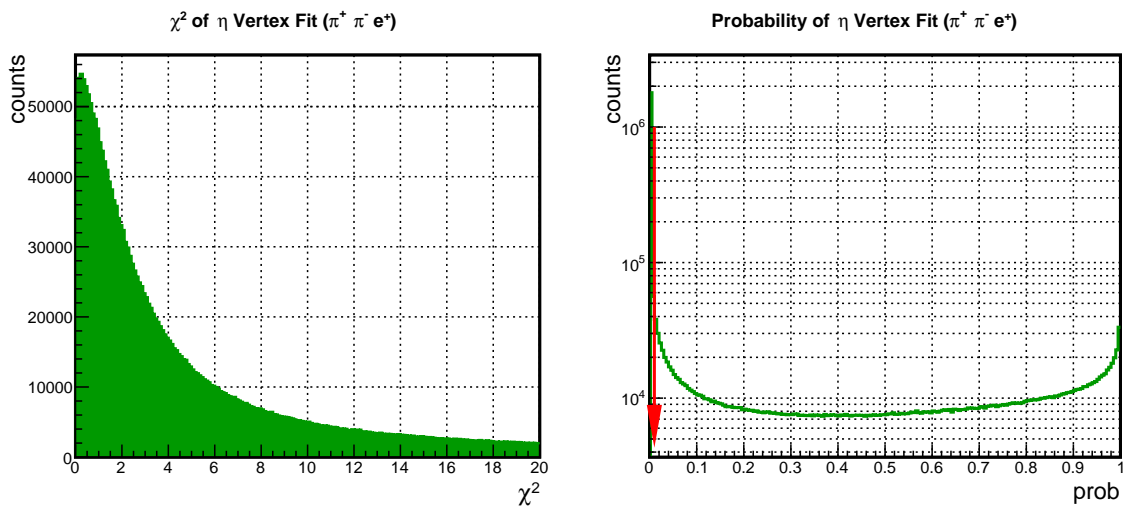 χ² of η Vertex Fit (π⁺ π⁻ e⁺)
counts
50000
40000
30000
20000
10000
0
0 2 4 6 8 10 12 14 16 18 20
χ²
Probability of η Vertex Fit (π⁺ π⁻ e⁺)
counts
10⁶
10⁵
10⁴
0 0.1 0.2 0.3 0.4 0.5 0.6 0.7 0.8 0.9 1
prob